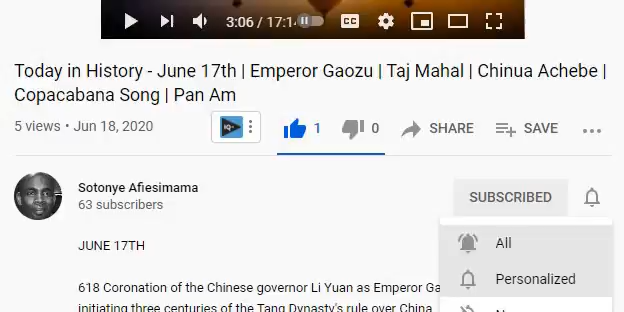 3:06 / 17:1
CC
Today in History - June 17th | Emperor Gaozu | Taj Mahal | Chinua Achebe |
Copacabana Song | Pan Am
5 views • Jun 18, 2020
IQ
1
0
SHARE
SAVE
Sotonye Afiesimama
63 subscribers
SUBSCRIBED
JUNE 17TH
All
618 Coronation of the Chinese governor Li Yuan as Emperor Ga
Personalized
initiating three centuries of the Tang Dynasty's rule over China